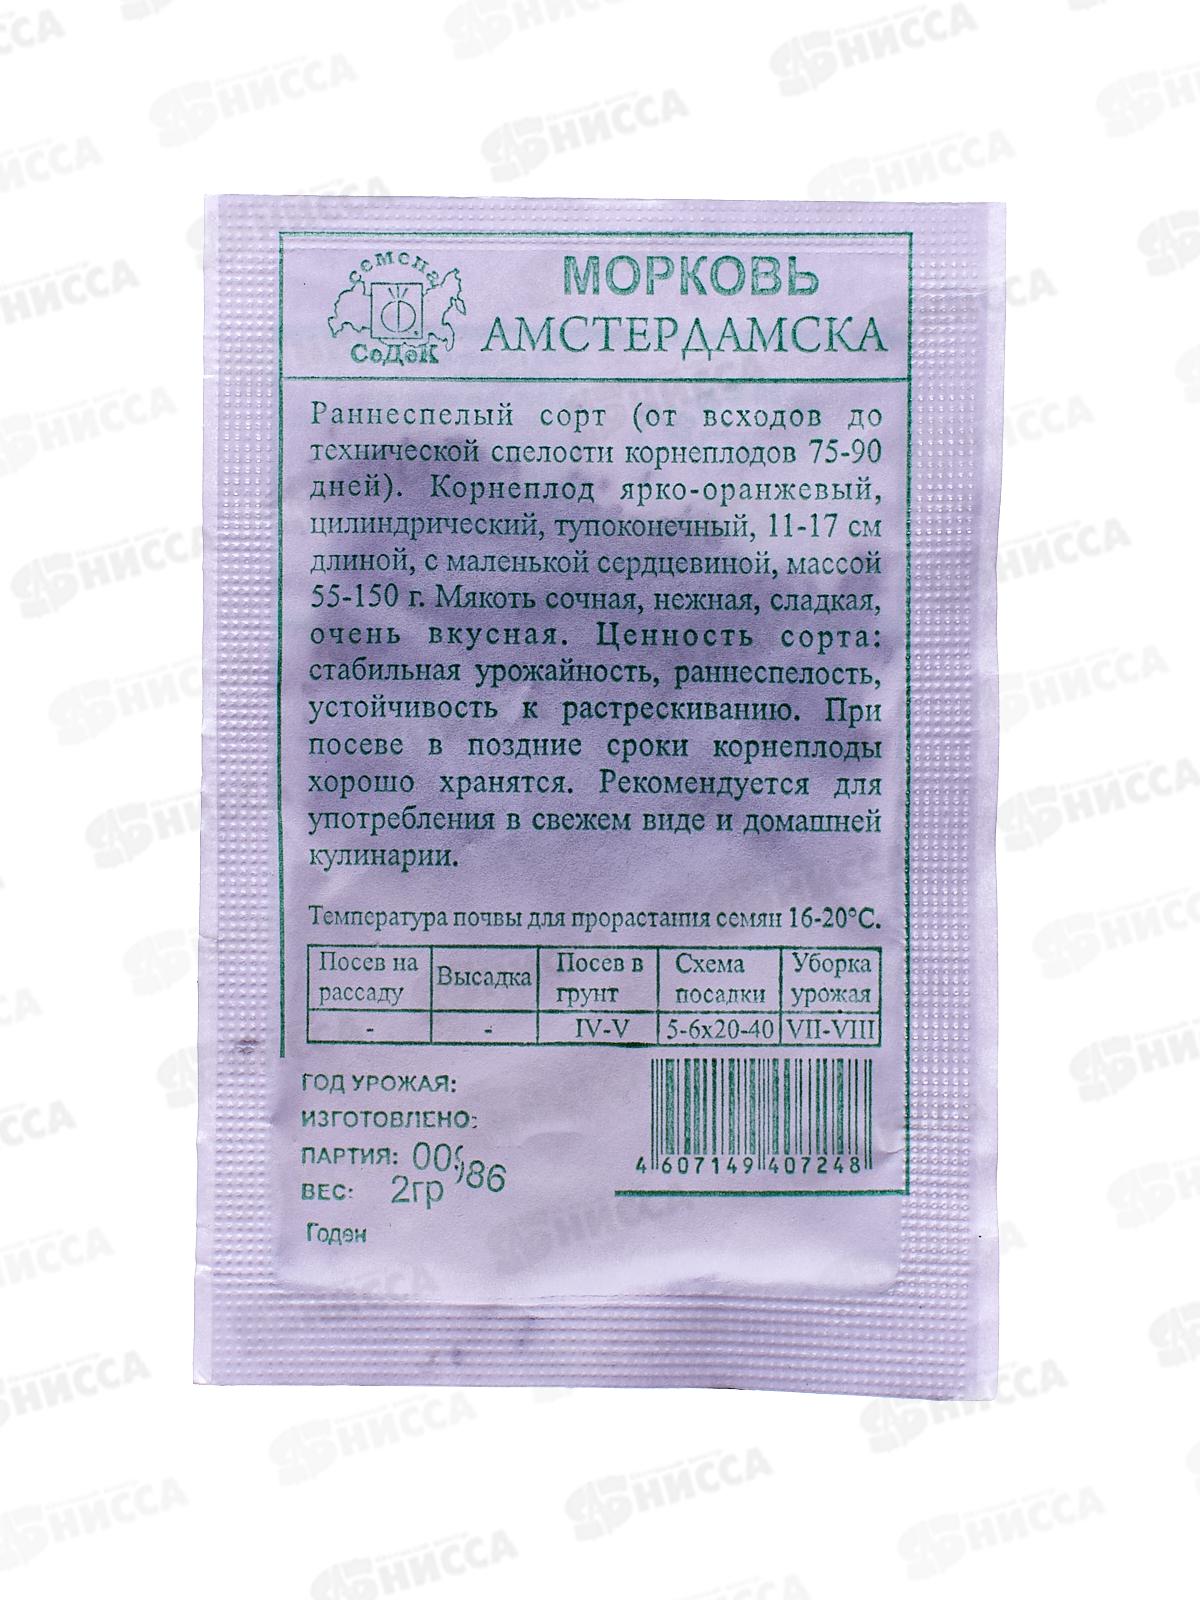 семена
СеДеК
МОРКОВЬ
АМСТЕРДАМСКА
Раннеспелый сорт (от всходов до
технической спелости корнеплодов 75-90
дней). Корнеплод ярко-оранжевый,
цилиндрический, тупоконечный, 11-17 см
длиной, с маленькой сердцевиной, массой
55-150 г. Мякоть сочная, нежная, сладкая,
очень вкусная. Ценность сорта:
стабильная урожайность, раннеспелость,
устойчивость к растрескиванию. При
посеве в поздние сроки корнеплоды
хорошо хранятся. Рекомендуется для
употребления в свежем виде и домашней
кулинарии.
Температура почвы для прорастания семян 16-20°С.
Посев на рассаду Высадка Посев в грунт Схема посадки Уборка урожая
- - IV-V 5-6х20-40 VII-VIII
ГОД УРОЖАЯ:
ИЗГОТОВЛЕНО:
ПАРТИЯ:
ВЕС: 2гр
Годен
4 607149 407248
НИССА